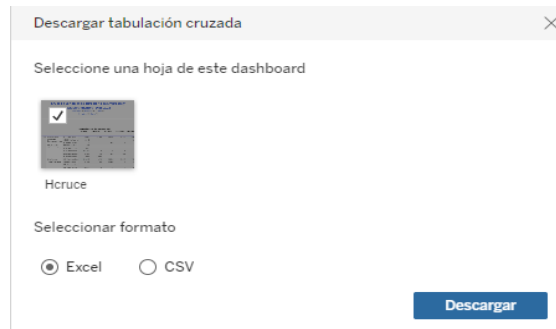 Descargar tabulación cruzada
Seleccione una hoja de este dashboard
Hcruce
Seleccionar formato
Excel CSV
Descargar